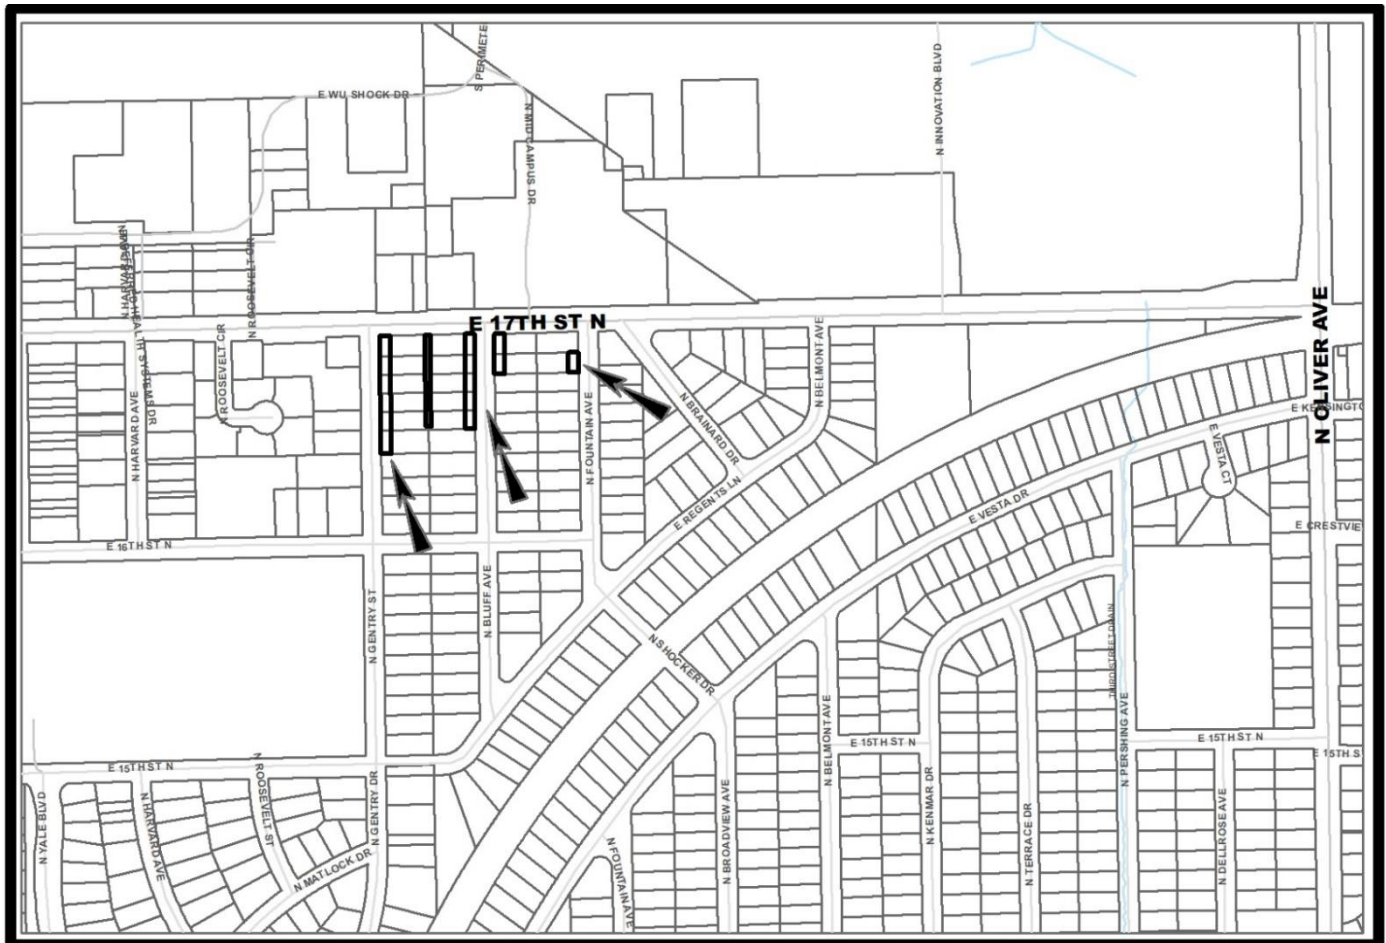 S PERIMETE
E WU SHOCK DR
N MID CAMPUS DR
N INNOVATION BLVD
N ROOSEVELT CIR
E 17TH ST N
N OLIVER AVE
N HARVARD AVE
N ROOSEVELT CIR
N BELMONT AVE
N BRAINARD DR
N FOUNTAIN AVE
E KENSINGTO
E VESTA CT
E REGENTS LN
E VESTA DR
E CRESTVIE
E 16TH ST N
N GENTRY ST
N BLUFF AVE
N SHOCKER DR
THIRD STREET DRAIN
N PERSHING AVE
N BELMONT AVE
E 15TH ST N
E 15TH ST N
E 15TH S
E 15TH ST N
N YALE BLVD
N HARVARD AVE
N ROOSEVELT ST
N GENTRY DR
N MATLOCK DR
N FOUNTAIN AVE
N BROADVIEW AVE
N KENMAR DR
N TERRACE DR
N DELLROSE AVE